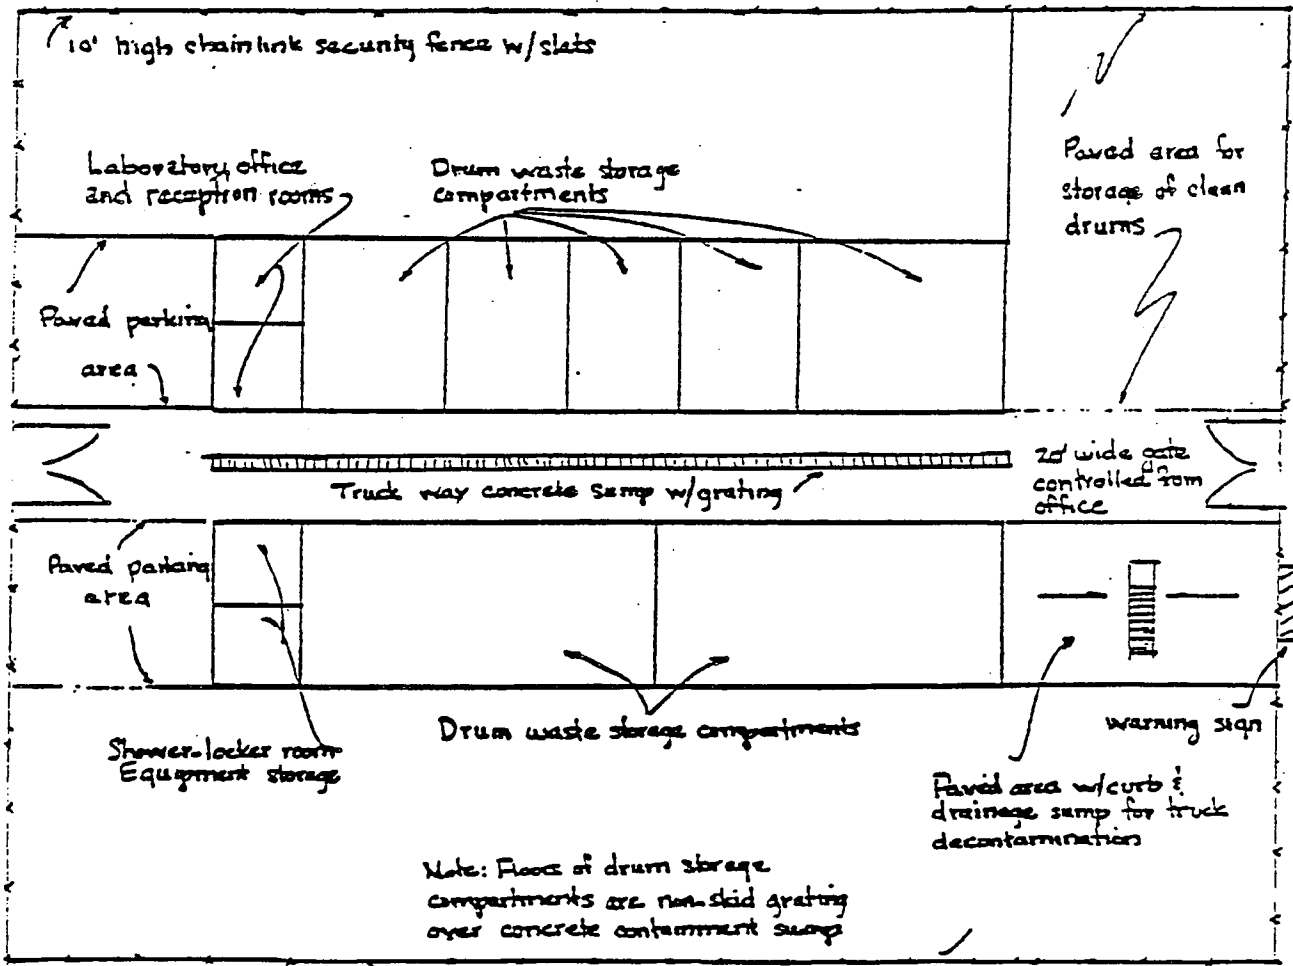 10' high chainlink security fence w/slats
Laboratory, office
and reception rooms
Drum waste storage
compartments
Paved area for
storage of clean
drums
Paved parking
area
20' wide gate
controlled from
office
Truck way concrete sump w/grating
Paved parking
area
Shower-locker room
Equipment storage
Drum waste storage compartments
warning sign
Paved area w/curb &
drainage sump for truck
decontamination
Note: Floors of drum storage
compartments are non-skid grating
over concrete containment sump